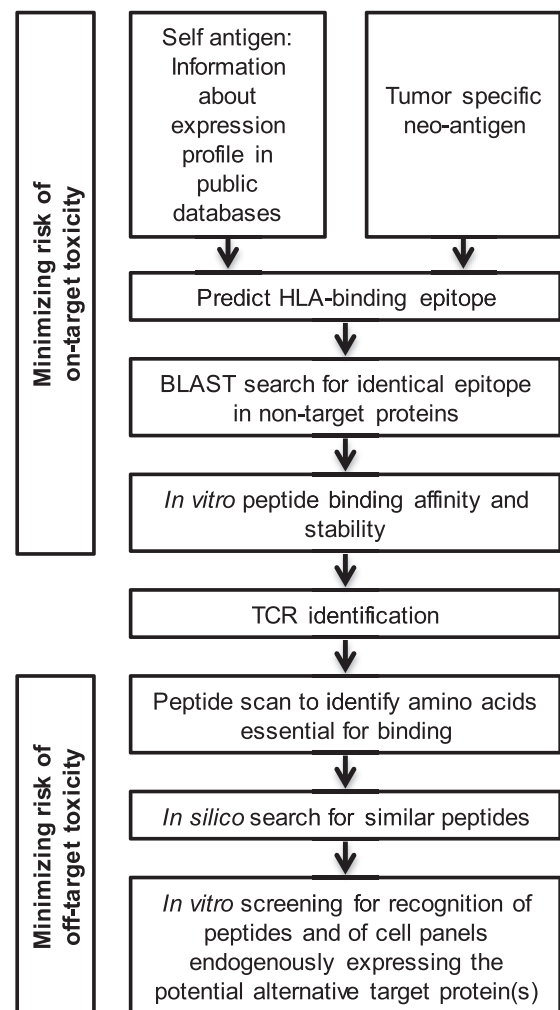 Minimizing risk of
on-target toxicity
Self antigen:
Information
about
expression
profile in
public
databases
Tumor specific
neo-antigen
Predict HLA-binding epitope
BLAST search for identical epitope
in non-target proteins
In vitro peptide binding affinity and
stability
TCR identification
Minimizing risk of
off-target toxicity
Peptide scan to identify amino acids
essential for binding
In silico search for similar peptides
In vitro screening for recognition of
peptides and of cell panels
endogenously expressing the
potential alternative target protein(s)